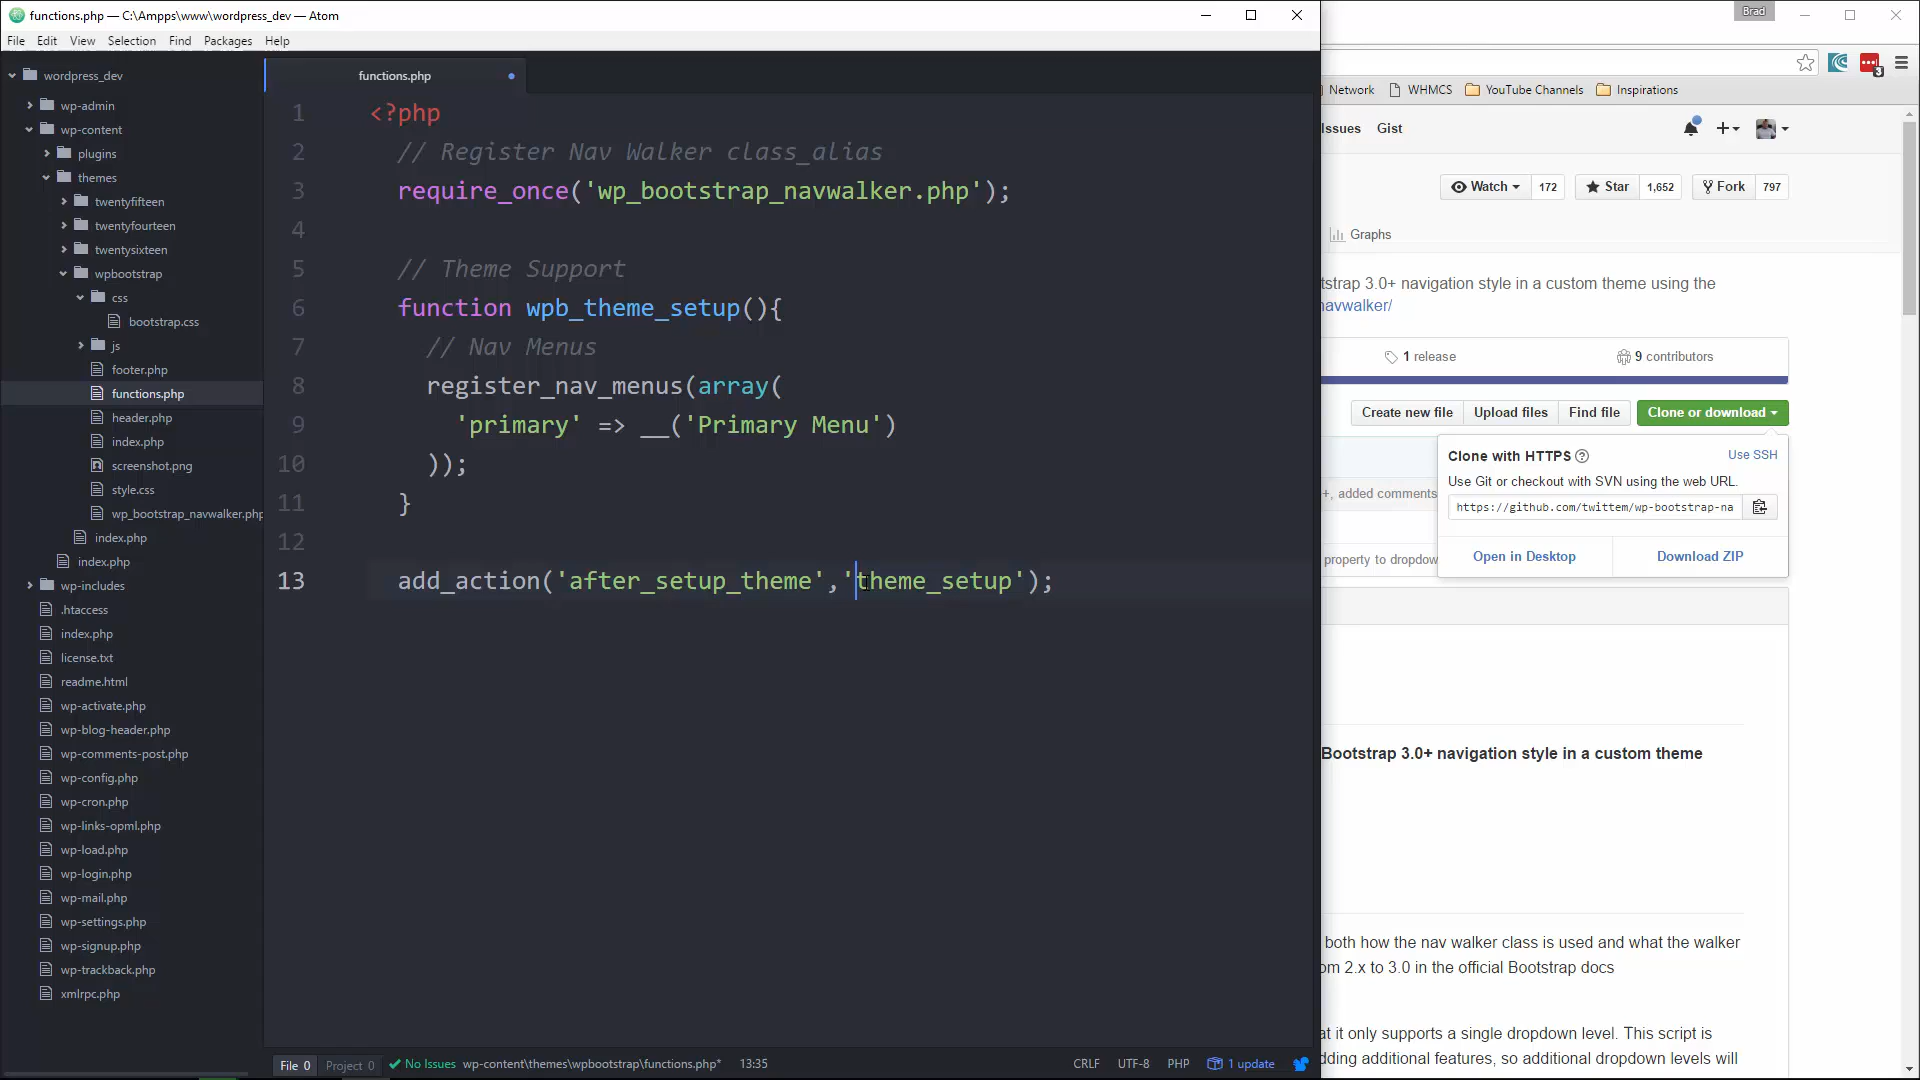 functions.php — C:\Ampps\www\wordpress_dev — Atom
Brad
File Edit View Selection Find Packages Help
wordpress_dev
wp-admin
wp-content
plugins
themes
twentyfifteen
twentyfourteen
twentysixteen
wpbootstrap
css
bootstrap.css
js
footer.php
functions.php
header.php
index.php
screenshot.png
style.css
wp_bootstrap_navwalker.php
index.php
index.php
wp-includes
.htaccess
index.php
license.txt
readme.html
wp-activate.php
wp-blog-header.php
wp-comments-post.php
wp-config.php
wp-cron.php
wp-links-opml.php
wp-load.php
wp-login.php
wp-mail.php
wp-settings.php
wp-signup.php
wp-trackback.php
xmlrpc.php
functions.php
1 <?php
2 // Register Nav Walker class_alias
3 require_once('wp_bootstrap_navwalker.php');
4
5 // Theme Support
6 function wpb_theme_setup(){
7 // Nav Menus
8 register_nav_menus(array(
9 'primary' => __('Primary Menu')
10 ));
11 }
12
13 add_action('after_setup_theme','theme_setup');
File 0 Project 0 No Issues wp-content\themes\wpbootstrap\functions.php* 13:35 CRLF UTF-8 PHP 1 update
3
Network WHMCS YouTube Channels Inspirations
Issues Gist
Watch 172 Star 1,652 Fork 797
Graphs
tstrap 3.0+ navigation style in a custom theme using the
navwalker/
1 release 9 contributors
Create new file Upload files Find file Clone or download
Clone with HTTPS Use SSH
Use Git or checkout with SVN using the web URL.
+, added comments
https://github.com/twittem/wp-bootstrap-na
property to dropdow
Open in Desktop Download ZIP
Bootstrap 3.0+ navigation style in a custom theme
both how the nav walker class is used and what the walker
om 2.x to 3.0 in the official Bootstrap docs
at it only supports a single dropdown level. This script is
dding additional features, so additional dropdown levels will